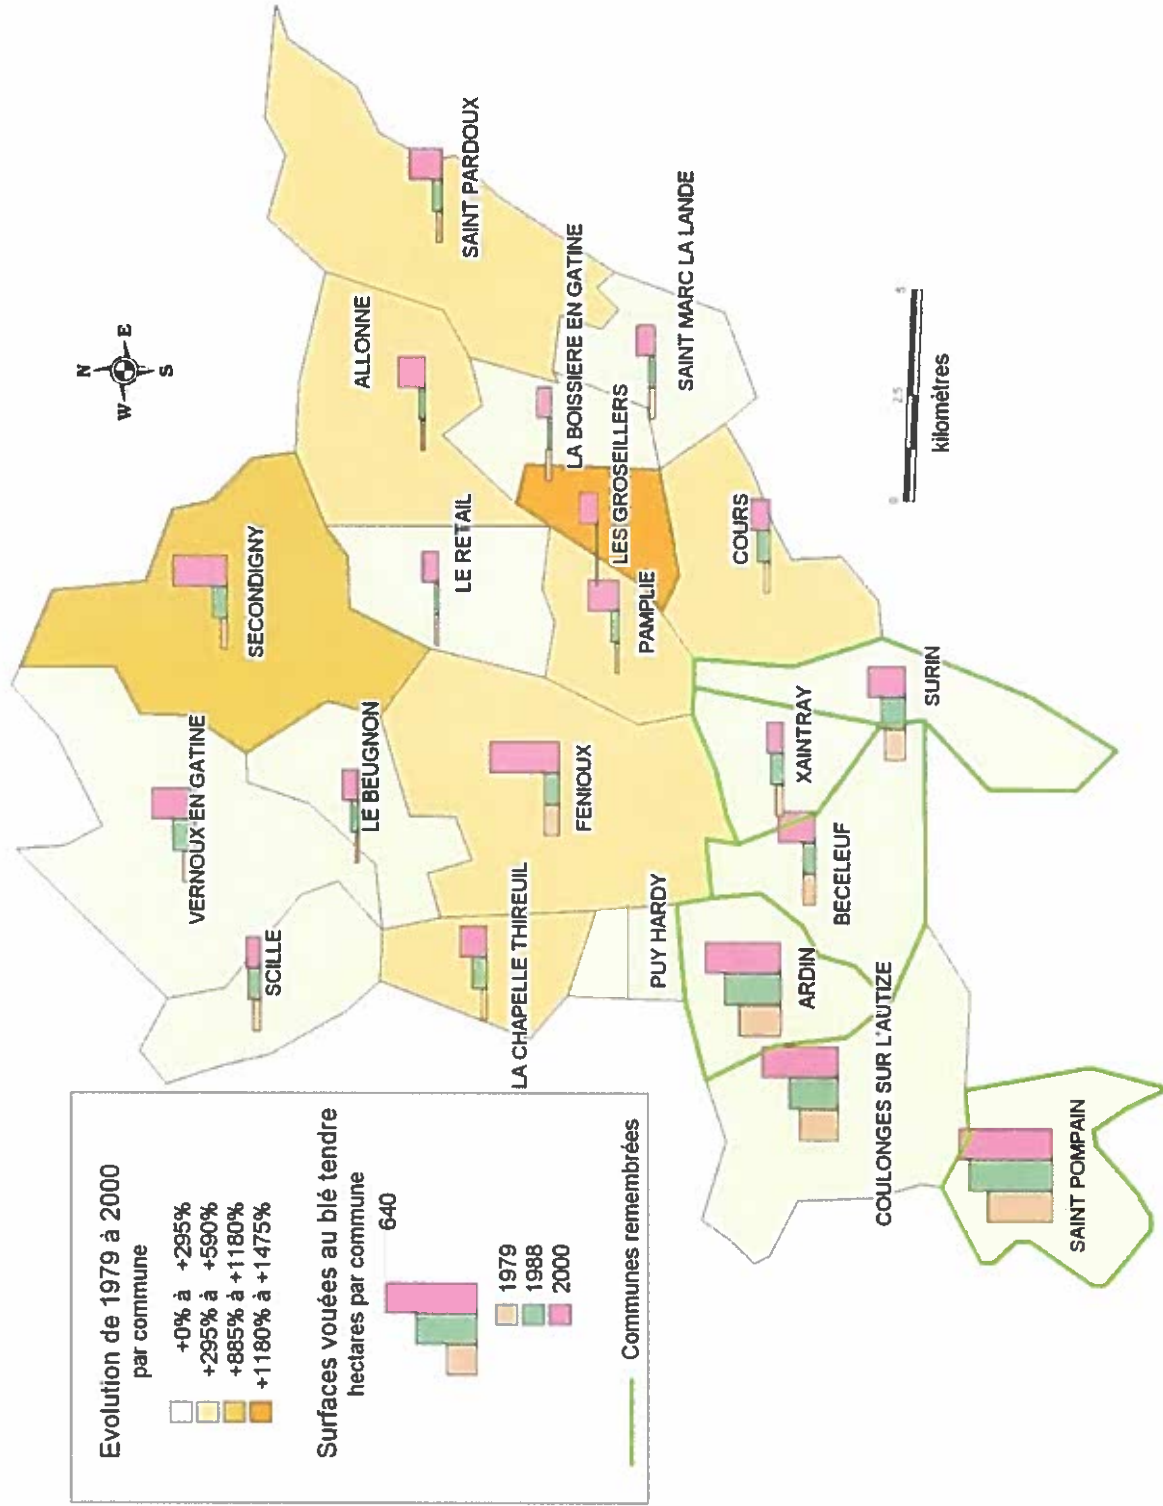 Evolution de 1979 à 2000
par commune
+0% à +295%
+295% à +590%
+885% à +1180%
+1180% à +1475%
Surfaces vouées au blé tendre
hectares par commune
640
1979
1988
2000
Communes remembrées
N
W
E
S
SECONDIGNY
VERNOUX EN GATINE
SCILLE
LE BEUGNON
LE RETAIL
ALLONNE
SAINT PARDOUX
LA CHAPELLE THIREUIL
FENIOUX
PAMPLIE
LES GROSEILLERS
LA BOISSIERE EN GATINE
SAINT MARC LA LANDE
PUY HARDY
COURS
XAINTRAY
SURIN
BECELEUF
ARDIN
COULONGES SUR L'AUTIZE
SAINT POMPAIN
0
2.5
5
kilomètres